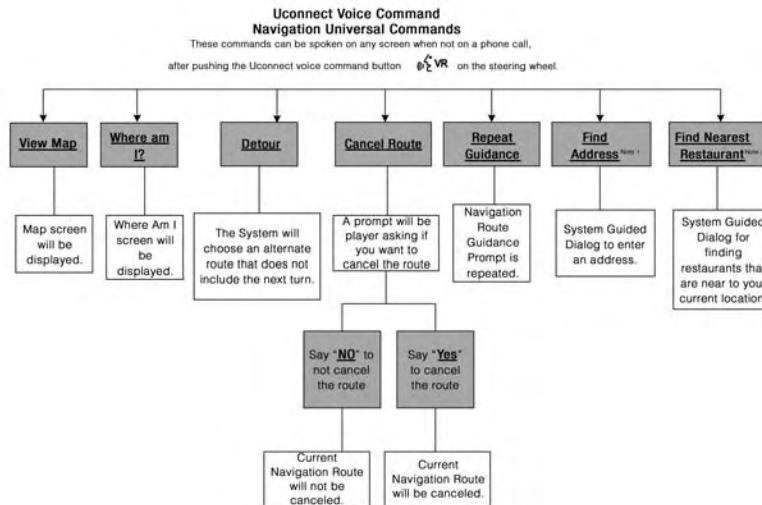 Uconnect Voice Command
Navigation Universal Commands
These commands can be spoken on any screen when not on a phone call,
after pushing the Uconnect voice command button VR on the steering wheel.
View Map
Where am
I?
Detour
Cancel Route
Repeat
Guidance
Find
Address Note 1
Find Nearest
Restaurant Note
Map screen
will be
displayed.
Where Am I
screen will
be
displayed.
The System will
choose an alternate
route that does not
include the next turn.
A prompt will be
player asking if
you want to
cancel the route
Navigation
Route
Guidance
Prompt is
repeated.
System Guided
Dialog to enter
an address.
System Guided
Dialog for
finding
restaurants tha
are near to you
current location
Say "NO" to
not cancel
the route
Say "Yes"
to cancel
the route
Current
Navigation Route
will not be
canceled.
Current
Navigation Route
will be canceled.